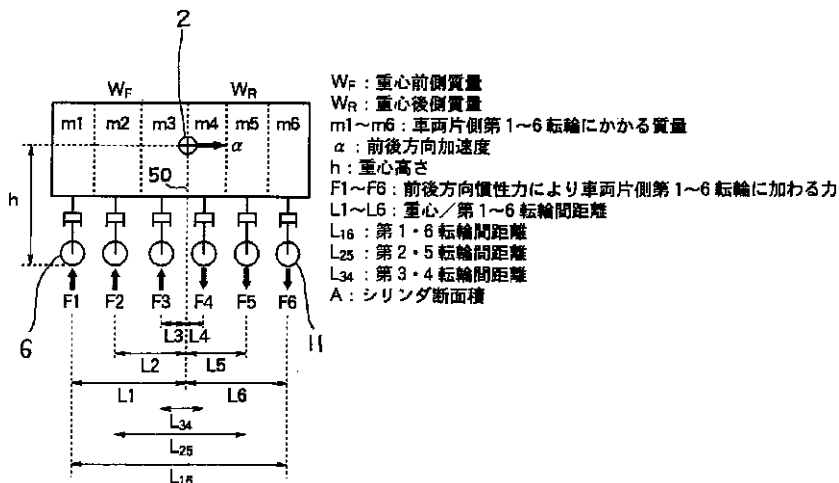 2
W_F W_R
m1 m2 m3 m4 m5 m6
α
50
h
F1 F2 F3 F4 F5 F6
6
11
L3 L4
L2 L5
L1 L6
L₃₄
L₂₅
L₁₆
W_F：重心前側質量
W_R：重心後側質量
m1～m6：車両片側第1～6転輪にかかる質量
α：前後方向加速度
h：重心高さ
F1～F6：前後方向慣性力により車両片側第1～6転輪に加わる力
L1～L6：重心／第1～6転輪間距離
L₁₆：第1・6転輪間距離
L₂₅：第2・5転輪間距離
L₃₄：第3・4転輪間距離
A：シリンダ断面積